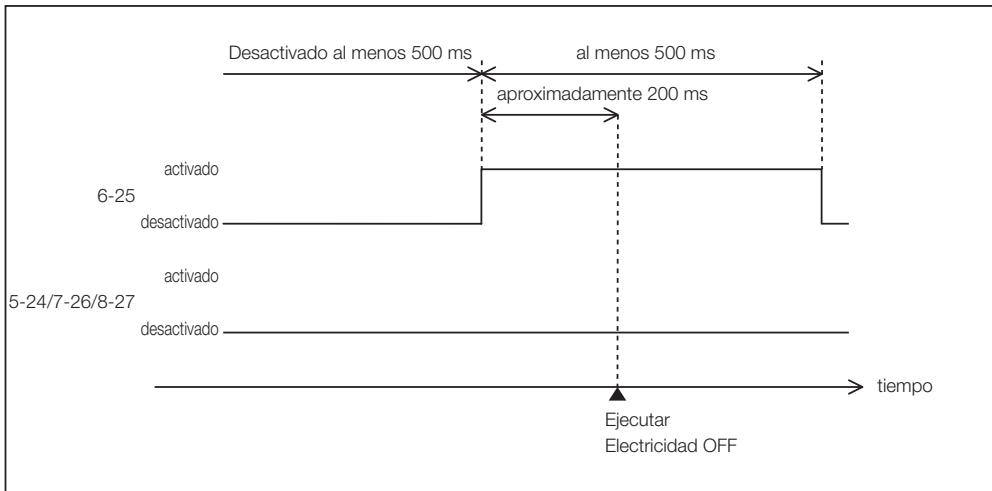 Desactivado al menos 500 ms
al menos 500 ms
aproximadamente 200 ms
activado
6-25
desactivado
activado
5-24/7-26/8-27
desactivado
tiempo
Ejecutar
Electricidad OFF